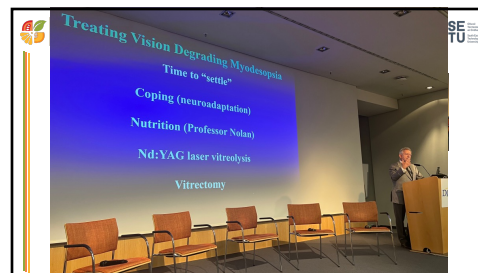 Treating Vision Degrading Myodesopsia
Time to "settle"
Coping (neuroadaptation)
Nutrition (Professor Nolan)
Nd:YAG laser vitreolysis
Vitrectomy
SE
TU